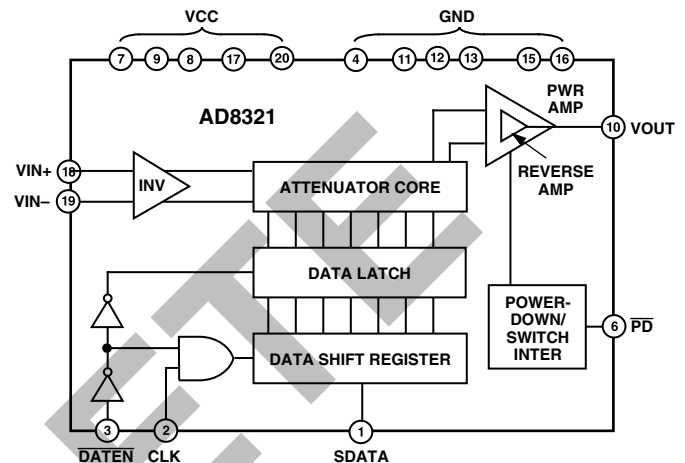 VCC
GND
7 9 8 17 20 4 11 12 13 15 16
AD8321
PWR
AMP
10 VOUT
REVERSE
AMP
VIN+ 18
VIN– 19
INV
ATTENUATOR CORE
DATA LATCH
DATA SHIFT REGISTER
POWER-
DOWN/
SWITCH
INTER
6 PD
3 2 1
DATEN CLK SDATA
ETE